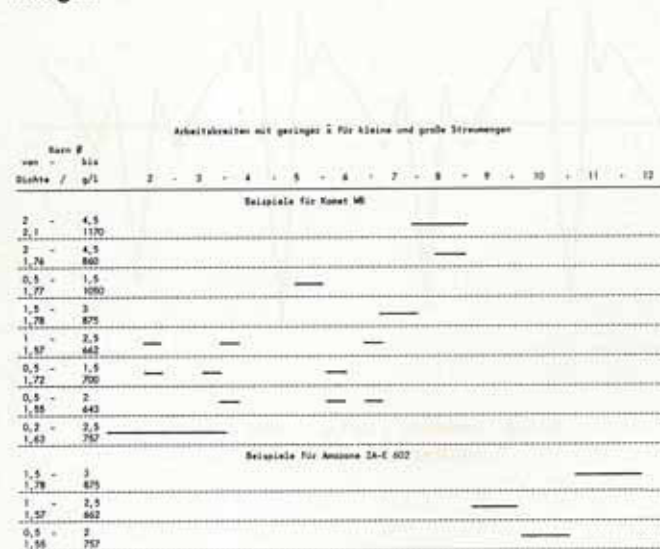 Arbeitsbreiten mit geringer x̄ für kleine und große Streumengen
Korn Ø
von - bis
Dichte / g/l 2 - 3 - 4 - 5 - 6 - 7 - 8 - 9 - 10 - 11 - 12
Beispiele für Komet WB
2 - 4,5
2,1 1170
2 - 4,5
1,76 860
0,5 - 1,5
1,77 1050
1,5 - 3
1,78 875
1 - 2,5
1,57 662
0,5 - 1,5
1,72 700
0,5 - 2
1,55 643
0,2 - 2,5
1,63 757
Beispiele für Amazone ZA-E 602
1,5 - 3
1,78 875
1 - 2,5
1,57 662
0,5 - 2
1,55 757